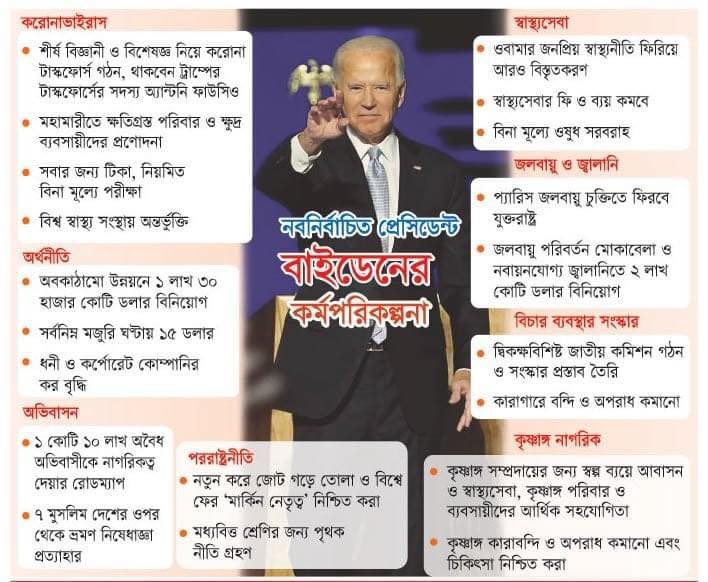 করোনাভাইরাস
শীর্ষ বিজ্ঞানী ও বিশেষজ্ঞ নিয়ে করোনা
টাস্কফোর্স গঠন, থাকবেন ট্রাম্পের
টাস্কফোর্সের সদস্য অ্যান্টনি ফাউসিও
মহামারীতে ক্ষতিগ্রস্ত পরিবার ও ক্ষুদ্র
ব্যবসায়ীদের প্রণোদনা
সবার জন্য টিকা, নিয়মিত
বিনা মূল্যে পরীক্ষা
বিশ্ব স্বাস্থ্য সংস্থায় অন্তর্ভুক্তি
অর্থনীতি
অবকাঠামো উন্নয়নে ১ লাখ ৩০
হাজার কোটি ডলার বিনিয়োগ
সর্বনিম্ন মজুরি ঘণ্টায় ১৫ ডলার
ধনী ও কর্পোরেট কোম্পানির
কর বৃদ্ধি
অভিবাসন
১ কোটি ১০ লাখ অবৈধ
অভিবাসীকে নাগরিকত্ব
দেয়ার রোডম্যাপ
৭ মুসলিম দেশের ওপর
থেকে ভ্রমণ নিষেধাজ্ঞা
প্রত্যাহার
নবনির্বাচিত প্রেসিডেন্ট
বাইডেনের
কর্মপরিকল্পনা
পররাষ্ট্রনীতি
নতুন করে জোট গড়ে তোলা ও বিশ্বে
ফের ‘মার্কিন নেতৃত্ব’ নিশ্চিত করা
মধ্যবিত্ত শ্রেণির জন্য পৃথক
নীতি গ্রহণ
স্বাস্থ্যসেবা
ওবামার জনপ্রিয় স্বাস্থ্যনীতি ফিরিয়ে
আরও বিস্তৃতকরণ
স্বাস্থ্যসেবার ফি ও ব্যয় কমবে
বিনা মূল্যে ওষুধ সরবরাহ
জলবায়ু ও জ্বালানি
প্যারিস জলবায়ু চুক্তিতে ফিরবে
যুক্তরাষ্ট্র
জলবায়ু পরিবর্তন মোকাবেলা ও
নবায়নযোগ্য জ্বালানিতে ২ লাখ
কোটি ডলার বিনিয়োগ
বিচার ব্যবস্থার সংস্কার
দ্বিকক্ষবিশিষ্ট জাতীয় কমিশন গঠন
ও সংস্কার প্রস্তাব তৈরি
কারাগারে বন্দি ও অপরাধ কমানো
কৃষ্ণাঙ্গ নাগরিক
কৃষ্ণাঙ্গ সম্প্রদায়ের জন্য স্বল্প ব্যয়ে আবাসন
ও স্বাস্থ্যসেবা, কৃষ্ণাঙ্গ পরিবার ও
ব্যবসায়ীদের আর্থিক সহযোগিতা
কৃষ্ণাঙ্গ কারাবন্দি ও অপরাধ কমানো এবং
চিকিৎসা নিশ্চিত করা